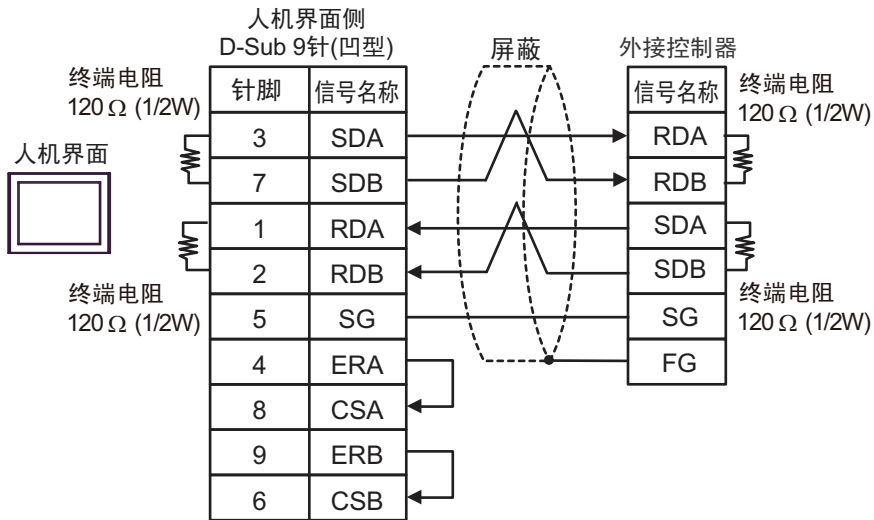 人机界面侧
D-Sub 9针(凹型)
屏蔽
外接控制器
终端电阻
120 Ω (1/2W)
针脚 信号名称
信号名称
终端电阻
120 Ω (1/2W)
人机界面
3 SDA
RDA
7 SDB
RDB
1 RDA
SDA
2 RDB
SDB
终端电阻
120 Ω (1/2W)
5 SG
SG
终端电阻
120 Ω (1/2W)
4 ERA
FG
8 CSA
9 ERB
6 CSB